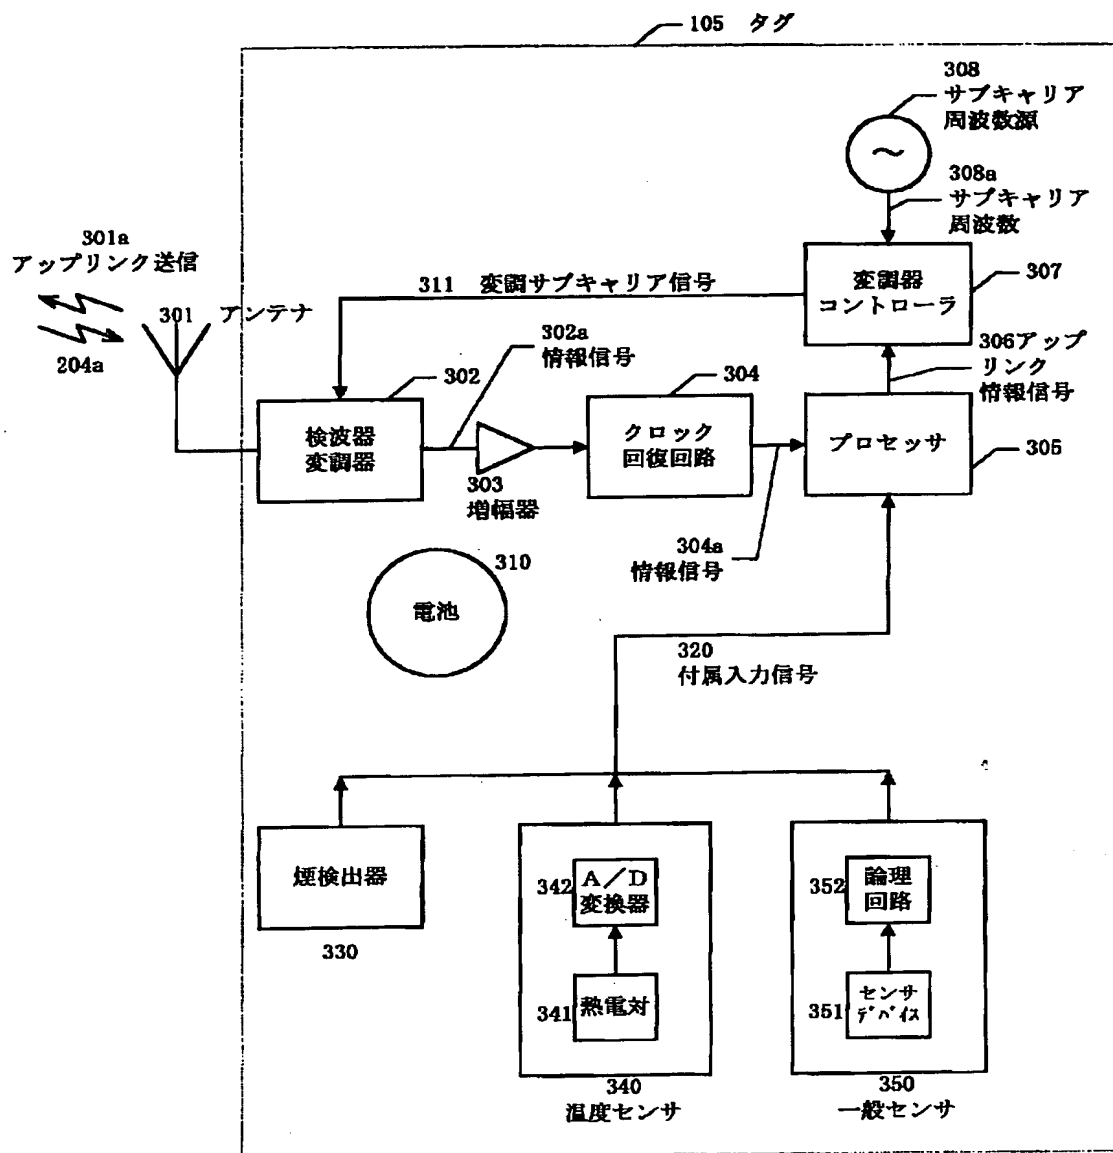 105 タグ
308
サブキャリア
周波数源
～
308a
サブキャリア
周波数
301a
アップリンク送信
301 アンテナ
204a
311 変調サブキャリア信号
変調器
コントローラ
307
302a
情報信号
306アップ
リンク
情報信号
302
検波器
変調器
303
増幅器
304
クロック
回復回路
プロセッサ
305
304a
情報信号
310
電池
320
付属入力信号
煙検出器
330
342
A／D
変換器
341
熱電対
340
温度センサ
352
論理
回路
351
センサ
デバイス
350
一般センサ